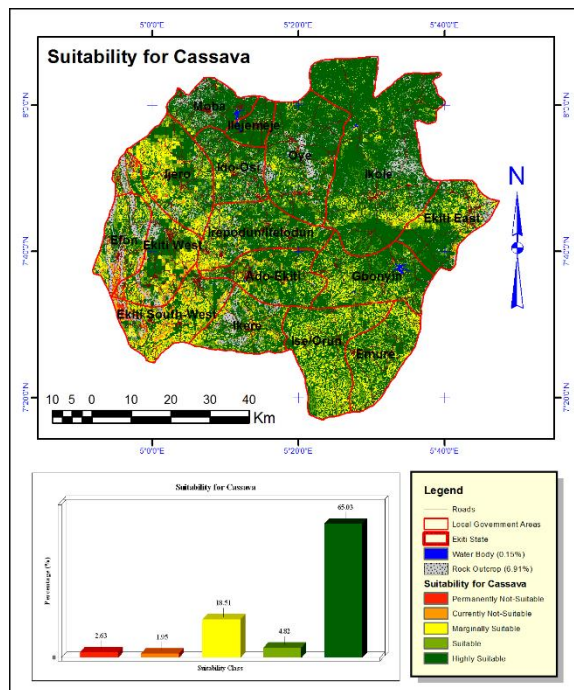 5°0'0"E 5°20'0"E 5°40'0"E
Suitability for Cassava
8°0'0"N 8°0'0"N
Moba
Ilejemeje
Oye
Ido-Osi
Ijero
Ikole
N
Ekiti East
Irepodun/Ifelodun
Efon
Ekiti West
7°40'0"N 7°40'0"N
Ado-Ekiti
Gbonyin
Ekiti South-West
Ikere
Ise/Orun
Emure
7°20'0"N 7°20'0"N
10 5 0 10 20 30 40
Km
5°0'0"E 5°20'0"E 5°40'0"E
Suitability for Cassava
65.03
18.51
4.82
2.63
1.95
0
Percentage (%)
Suitability Class
Legend
Roads
Local Government Areas
Ekiti State
Water Body (0.15%)
Rock Outcrop (6.91%)
Suitability for Cassava
Permanently Not-Suitable
Currently Not-Suitable
Marginally Suitable
Suitable
Highly Suitable